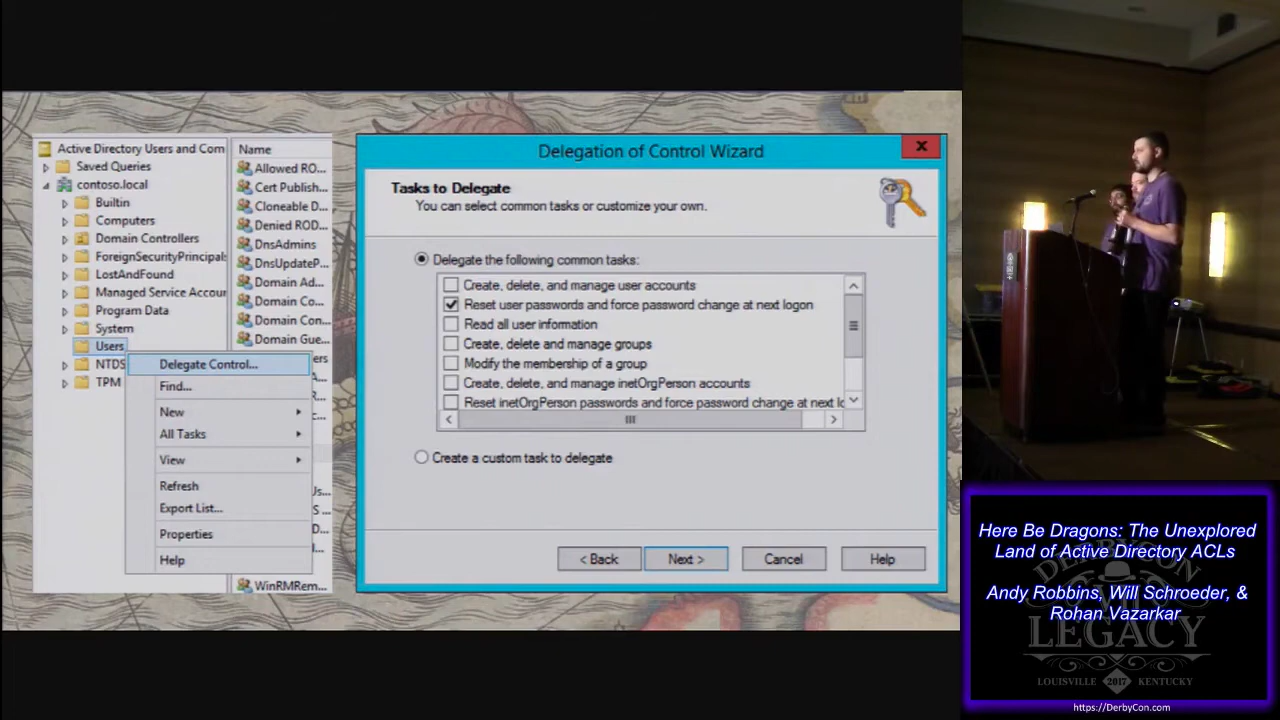 Active Directory Users and Com
Saved Queries
contoso.local
Builtin
Computers
Domain Controllers
ForeignSecurityPrincipals
LostAndFound
Managed Service Accour
Program Data
System
Users
NTDS
TPM
Name
Allowed RO...
Cert Publish...
Cloneable D...
Denied ROD...
DnsAdmins
DnsUpdateP...
Domain Ad...
Domain Co...
Domain Con...
Domain Gue...
WinRMRem...
Delegate Control...
Find...
New
All Tasks
View
Refresh
Export List...
Properties
Help
Delegation of Control Wizard
Tasks to Delegate
You can select common tasks or customize your own.
Delegate the following common tasks:
Create, delete, and manage user accounts
Reset user passwords and force password change at next logon
Read all user information
Create, delete and manage groups
Modify the membership of a group
Create, delete, and manage inetOrgPerson accounts
Reset inetOrgPerson passwords and force password change at next lo
Create a custom task to delegate
< Back
Next >
Cancel
Help
Here Be Dragons: The Unexplored
Land of Active Directory ACLs
Andy Robbins, Will Schroeder, &
Rohan Vazarkar
DERBYCON
LEGACY
LOUISVILLE 2017 KENTUCKY
https://DerbyCon.com